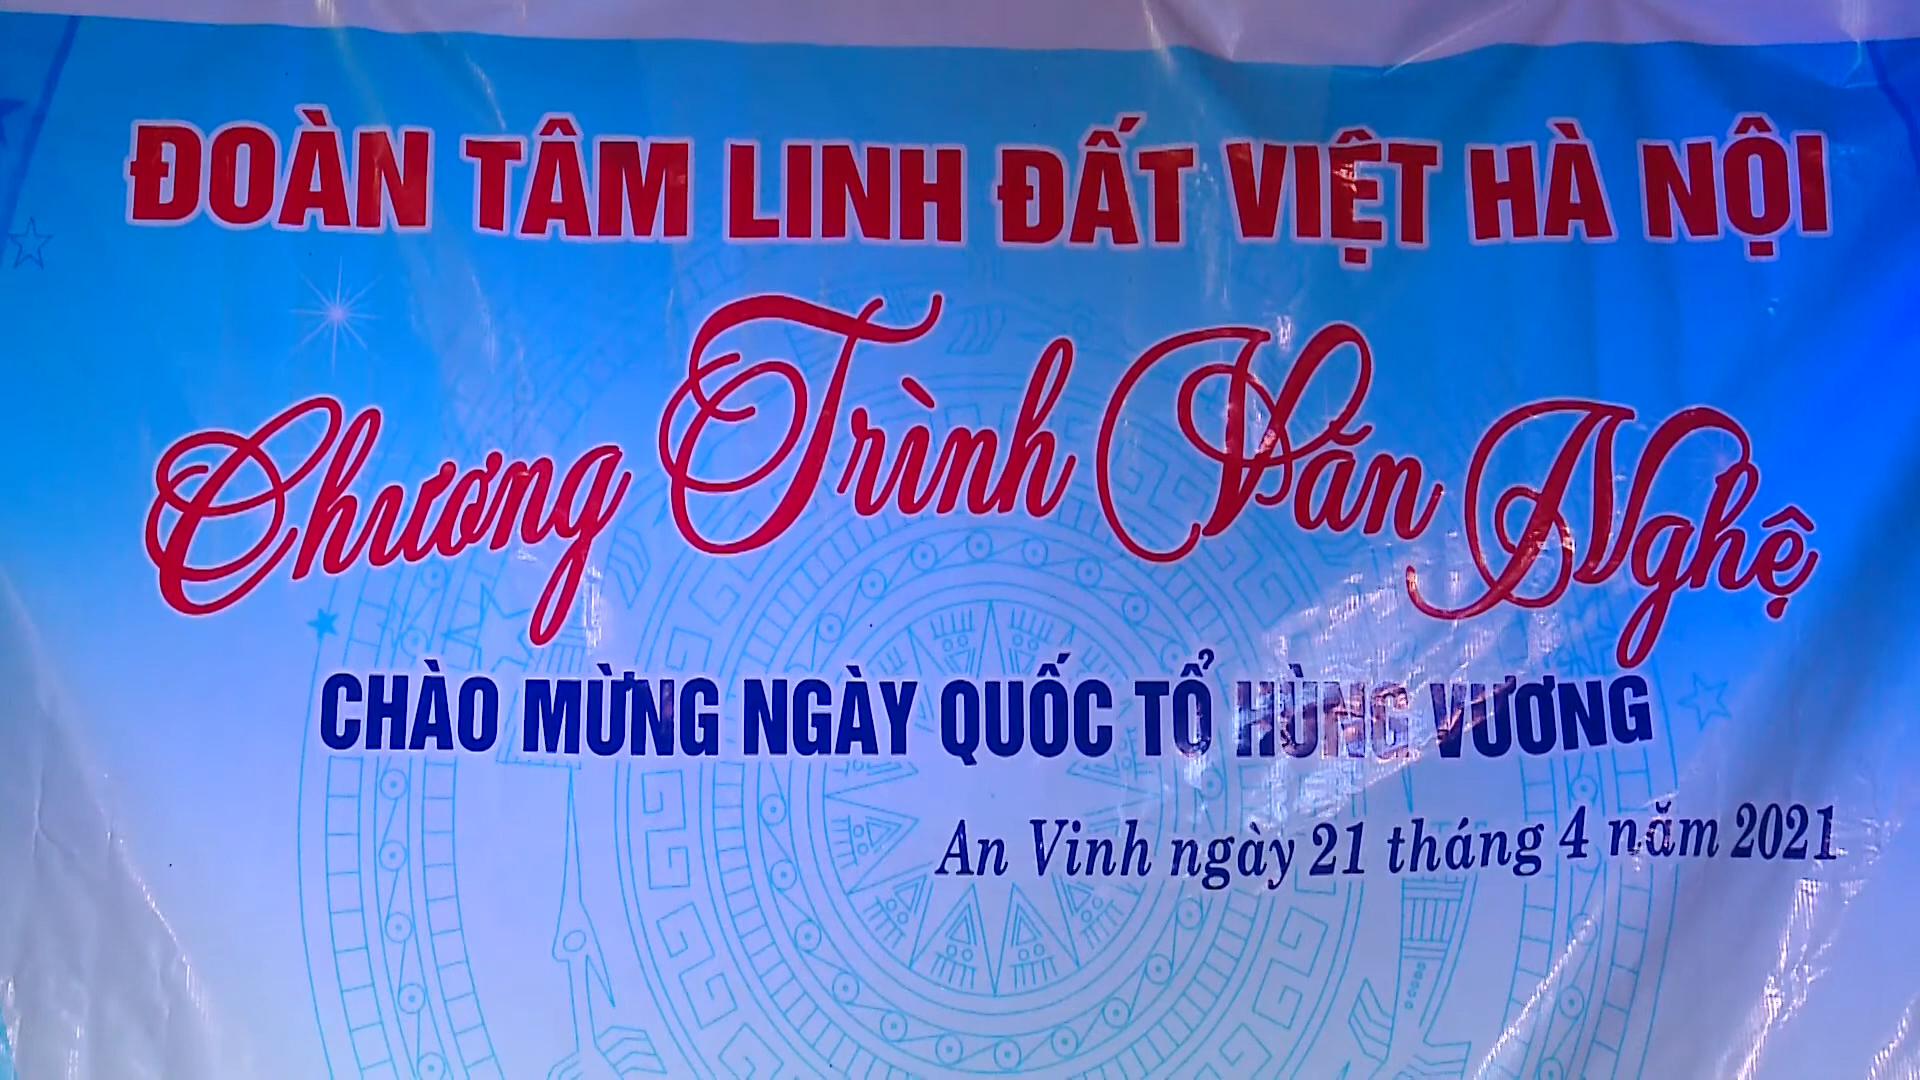 ĐOÀN TÂM LINH ĐẤT VIỆT HÀ NỘI
Chương Trình Văn Nghệ
CHÀO MỪNG NGÀY QUỐC TỔ HÙNG VƯƠNG
An Vinh ngày 21 tháng 4 năm 2021